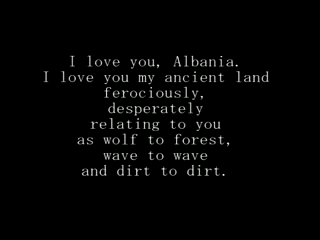 I love you, Albania.
I love you my ancient land
ferociously,
desperately
relating to you
as wolf to forest,
wave to wave
and dirt to dirt.